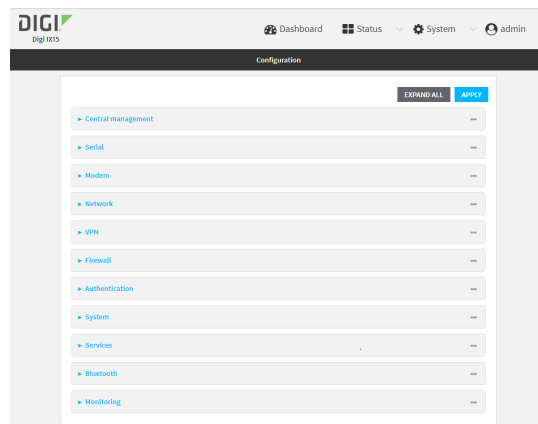 DIGI
Digi IX15
Dashboard Status System admin
Configuration
EXPAND ALL APPLY
Central management
Serial
Modem
Network
VPN
Firewall
Authentication
System
Services
Bluetooth
Monitoring